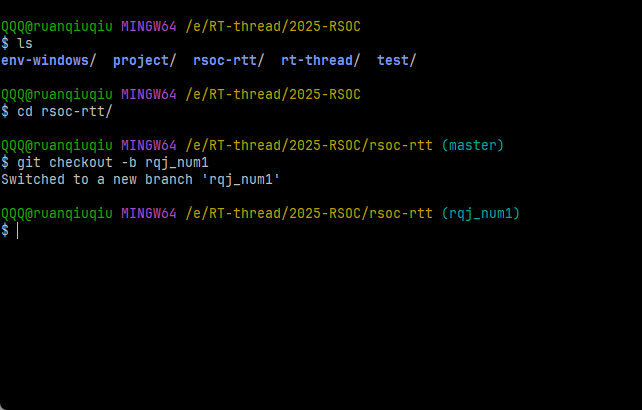 QQQ@ruanqiuqiu MINGW64 /e/RT-thread/2025-RSOC
$ ls
env-windows/  project/  rsoc-rtt/  rt-thread/  test/
QQQ@ruanqiuqiu MINGW64 /e/RT-thread/2025-RSOC
$ cd rsoc-rtt/
QQQ@ruanqiuqiu MINGW64 /e/RT-thread/2025-RSOC/rsoc-rtt (master)
$ git checkout -b rqj_num1
Switched to a new branch 'rqj_num1'
QQQ@ruanqiuqiu MINGW64 /e/RT-thread/2025-RSOC/rsoc-rtt (rqj_num1)
$